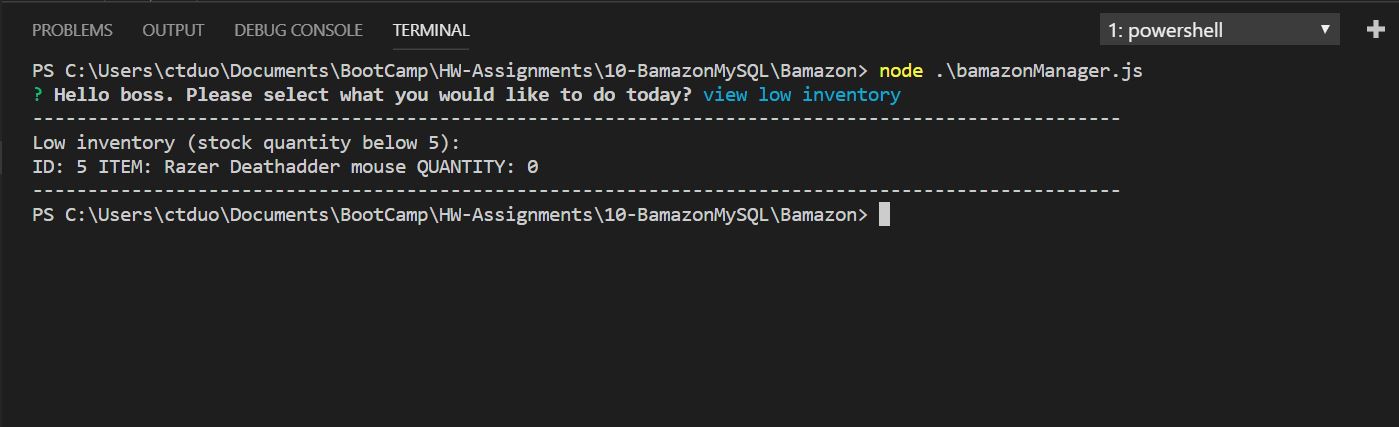 PROBLEMS OUTPUT DEBUG CONSOLE TERMINAL 1: powershell
PS C:\Users\ctduo\Documents\BootCamp\HW-Assignments\10-BamazonMySQL\Bamazon> node .\bamazonManager.js
? Hello boss. Please select what you would like to do today? view low inventory
---------------------------------------------------------------------------------------------------
Low inventory (stock quantity below 5):
ID: 5 ITEM: Razer Deathadder mouse QUANTITY: 0
---------------------------------------------------------------------------------------------------
PS C:\Users\ctduo\Documents\BootCamp\HW-Assignments\10-BamazonMySQL\Bamazon>